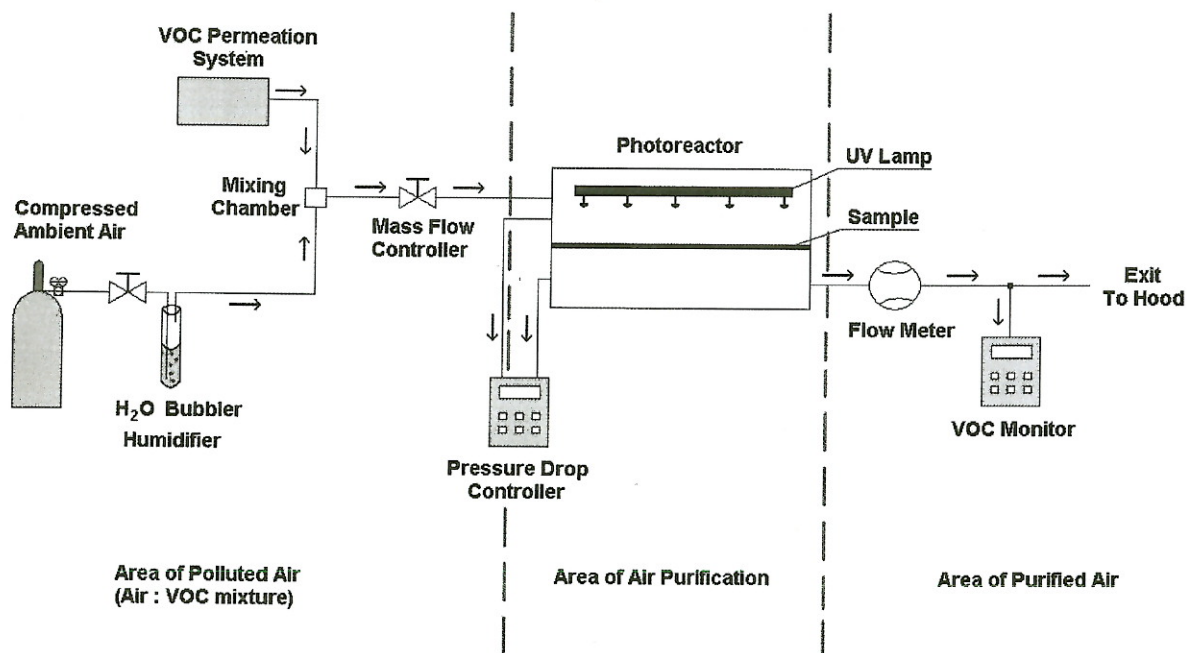 VOC Permeation
System
Photoreactor
UV Lamp
Mixing
Chamber
Sample
Compressed
Ambient Air
Mass Flow
Controller
Exit
To Hood
Flow Meter
H₂O Bubbler
Humidifier
VOC Monitor
Pressure Drop
Controller
Area of Polluted Air
(Air : VOC mixture)
Area of Air Purification
Area of Purified Air